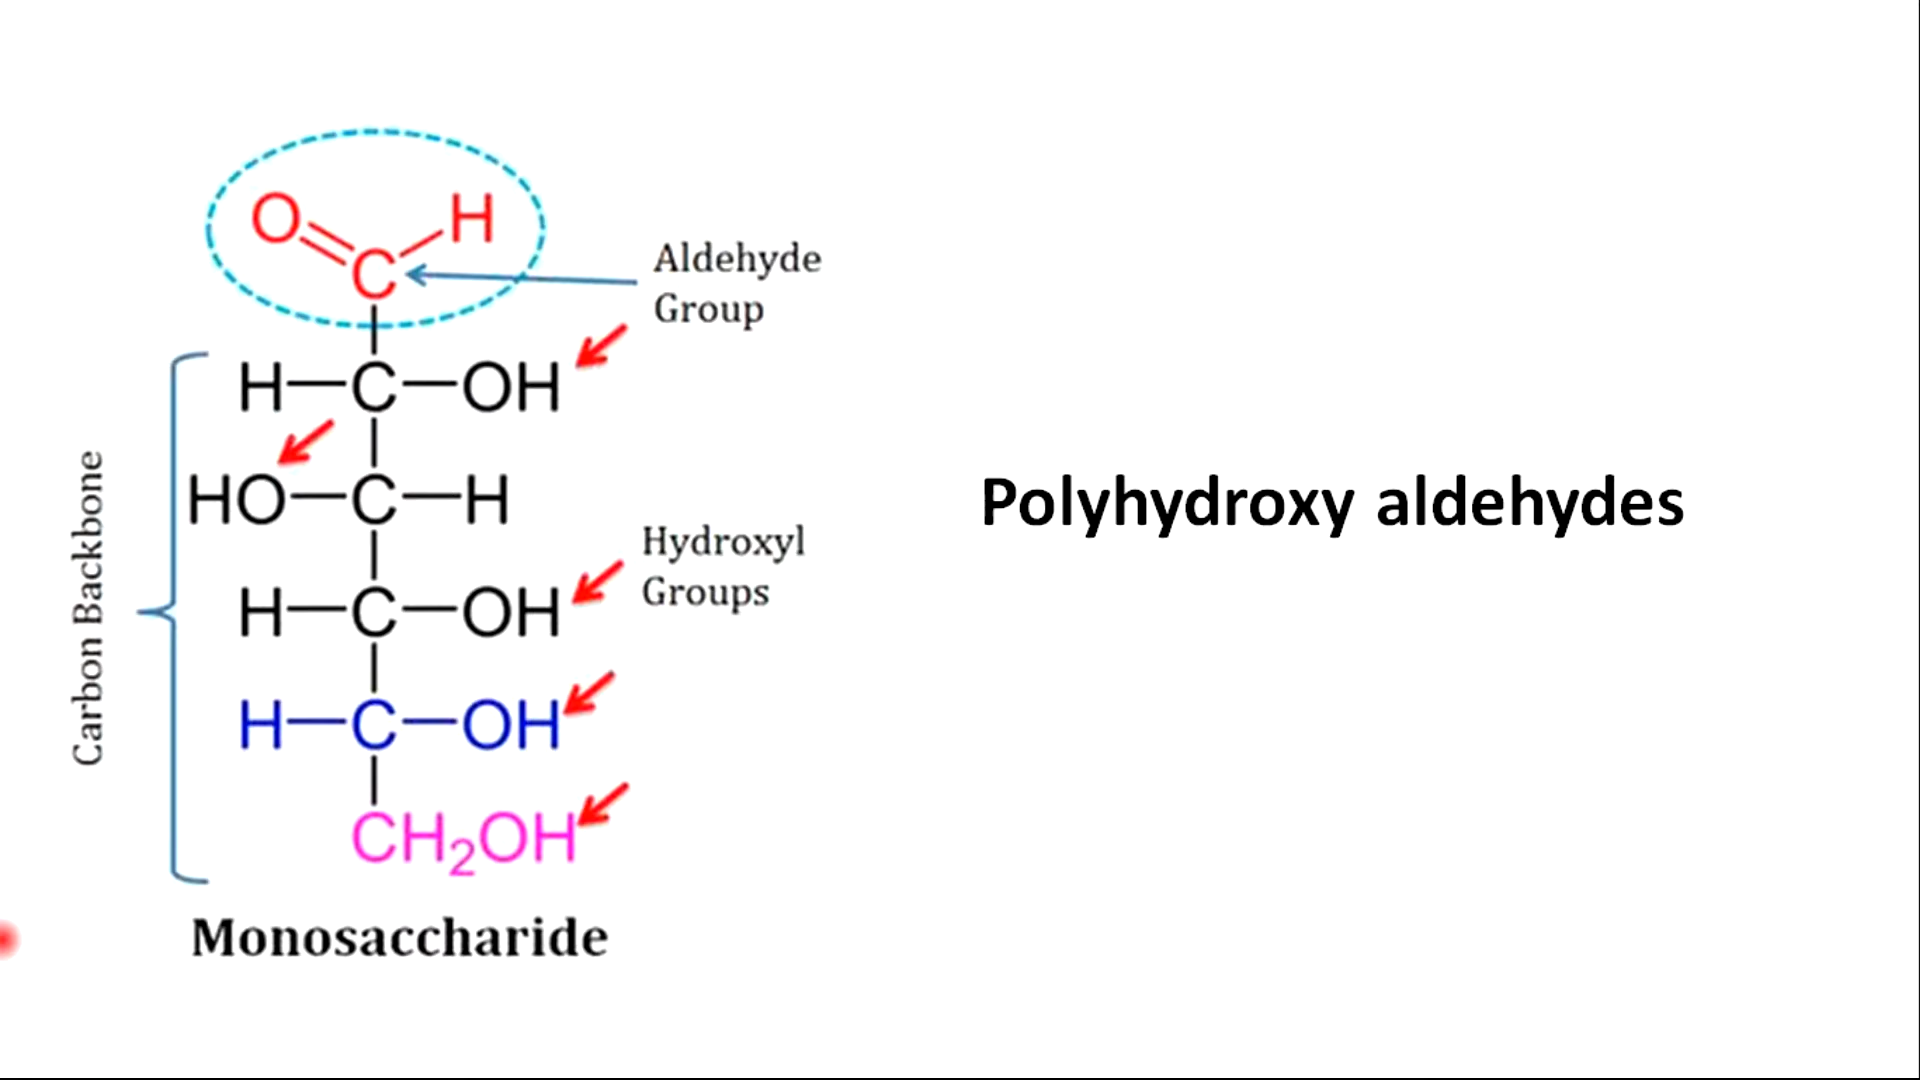 O H
C
Aldehyde
Group
H—C—OH
HO—C—H
Hydroxyl
Groups
H—C—OH
H—C—OH
CH₂OH
Carbon Backbone
Monosaccharide
Polyhydroxy aldehydes